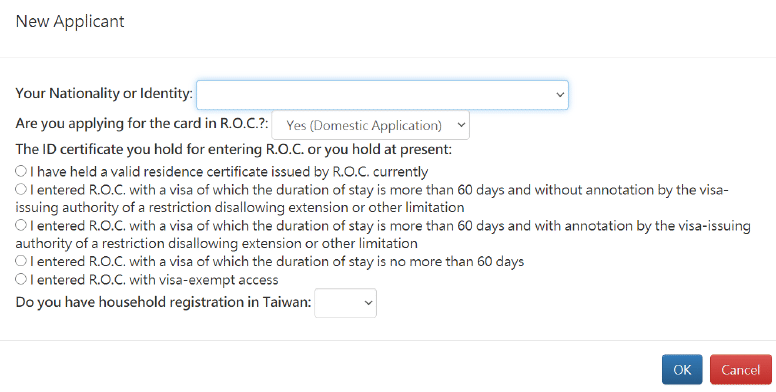 New Applicant
Your Nationality or Identity:
Are you applying for the card in R.O.C.?: Yes (Domestic Application)
The ID certificate you hold for entering R.O.C. or you hold at present:
I have held a valid residence certificate issued by R.O.C. currently
I entered R.O.C. with a visa of which the duration of stay is more than 60 days and without annotation by the visa-
issuing authority of a restriction disallowing extension or other limitation
I entered R.O.C. with a visa of which the duration of stay is more than 60 days and with annotation by the visa-issuing
authority of a restriction disallowing extension or other limitation
I entered R.O.C. with a visa of which the duration of stay is no more than 60 days
I entered R.O.C. with visa-exempt access
Do you have household registration in Taiwan:
OK Cancel